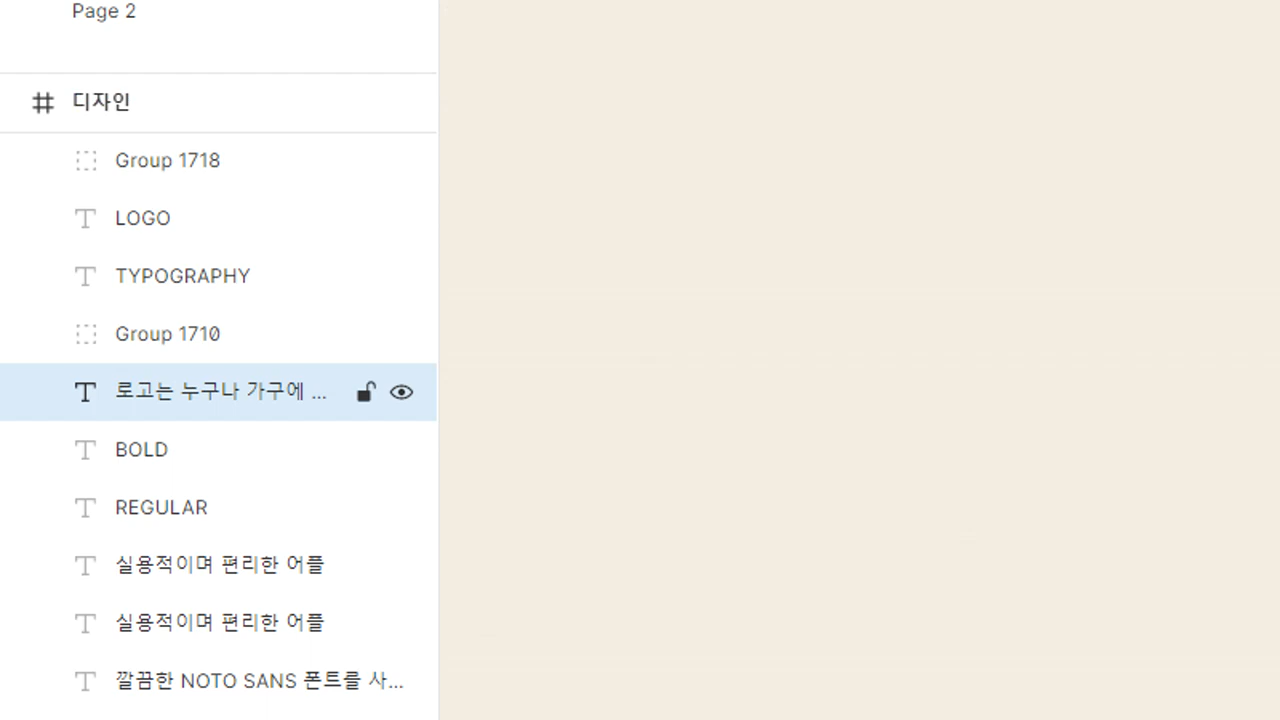 Page 2
디자인
Group 1718
LOGO
TYPOGRAPHY
Group 1710
로고는 누구나 가구에 ...
BOLD
REGULAR
실용적이며 편리한 어플
실용적이며 편리한 어플
깔끔한 NOTO SANS 폰트를 사...